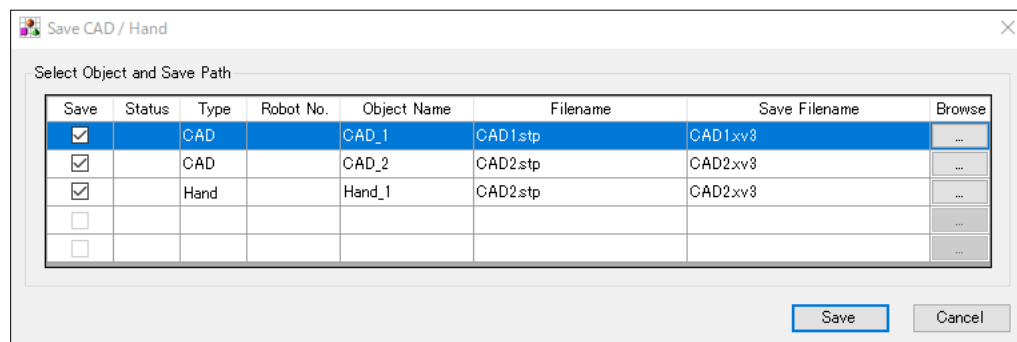 Save CAD / Hand
Select Object and Save Path
Save Status Type Robot No. Object Name Filename Save Filename Browse
CAD CAD_1 CAD1.stp CAD1.xv3 ...
CAD CAD_2 CAD2.stp CAD2.xv3 ...
Hand Hand_1 CAD2.stp CAD2.xv3 ...
...
...
Save Cancel